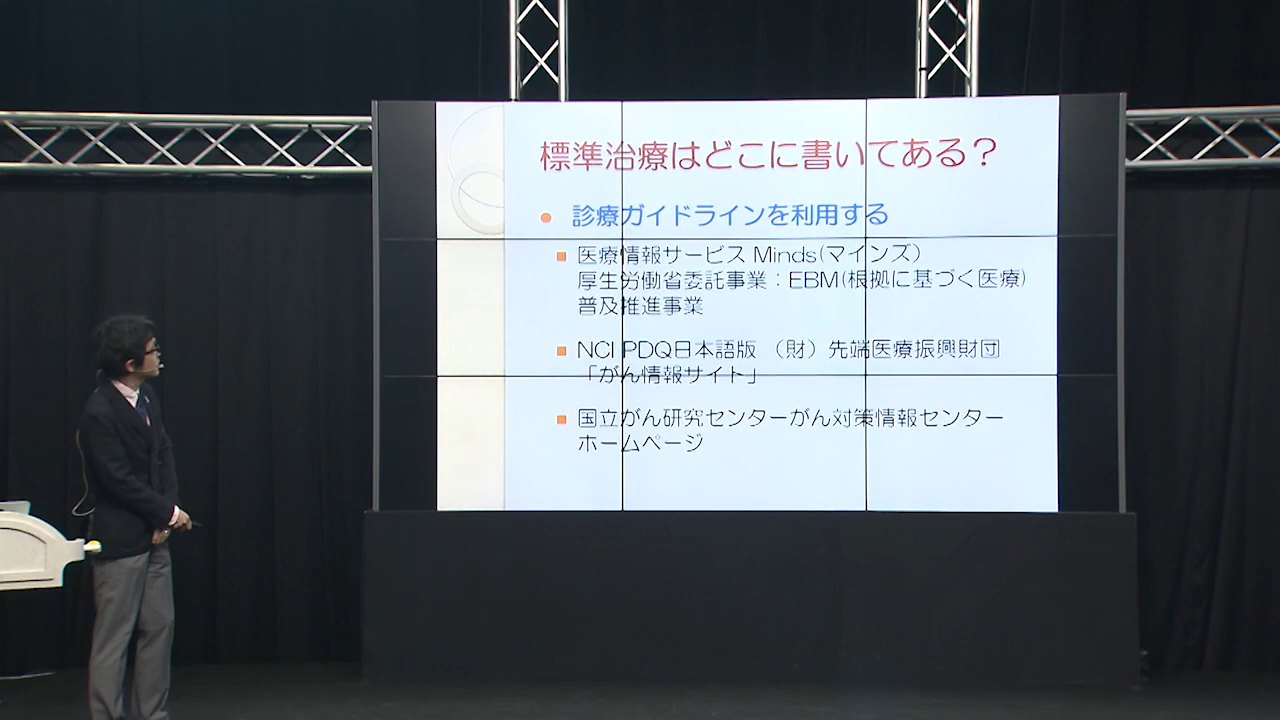 標準治療はどこに書いてある？
診療ガイドラインを利用する
医療情報サービス Minds(マインズ）
厚生労働省委託事業：EBM(根拠に基づく医療)
普及推進事業
NCI PDQ日本語版 （財）先端医療振興財団
「がん情報サイト」
国立がん研究センターがん対策情報センター
ホームページ